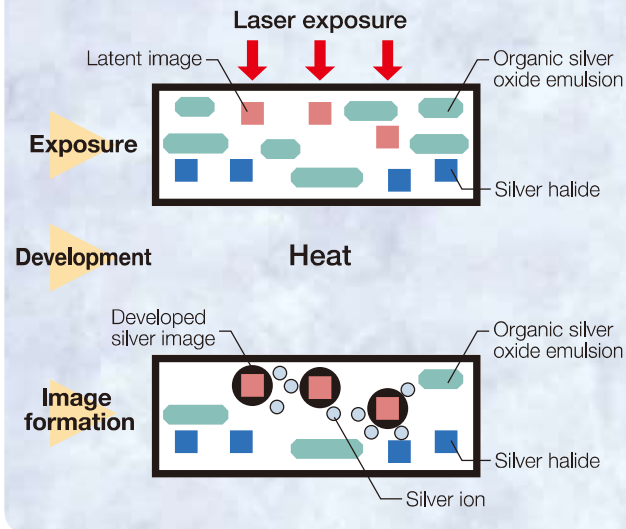 Laser exposure
Latent image
Organic silver
oxide emulsion
Exposure
Silver halide
Development
Heat
Developed
silver image
Organic silver
oxide emulsion
Image
formation
Silver halide
Silver ion